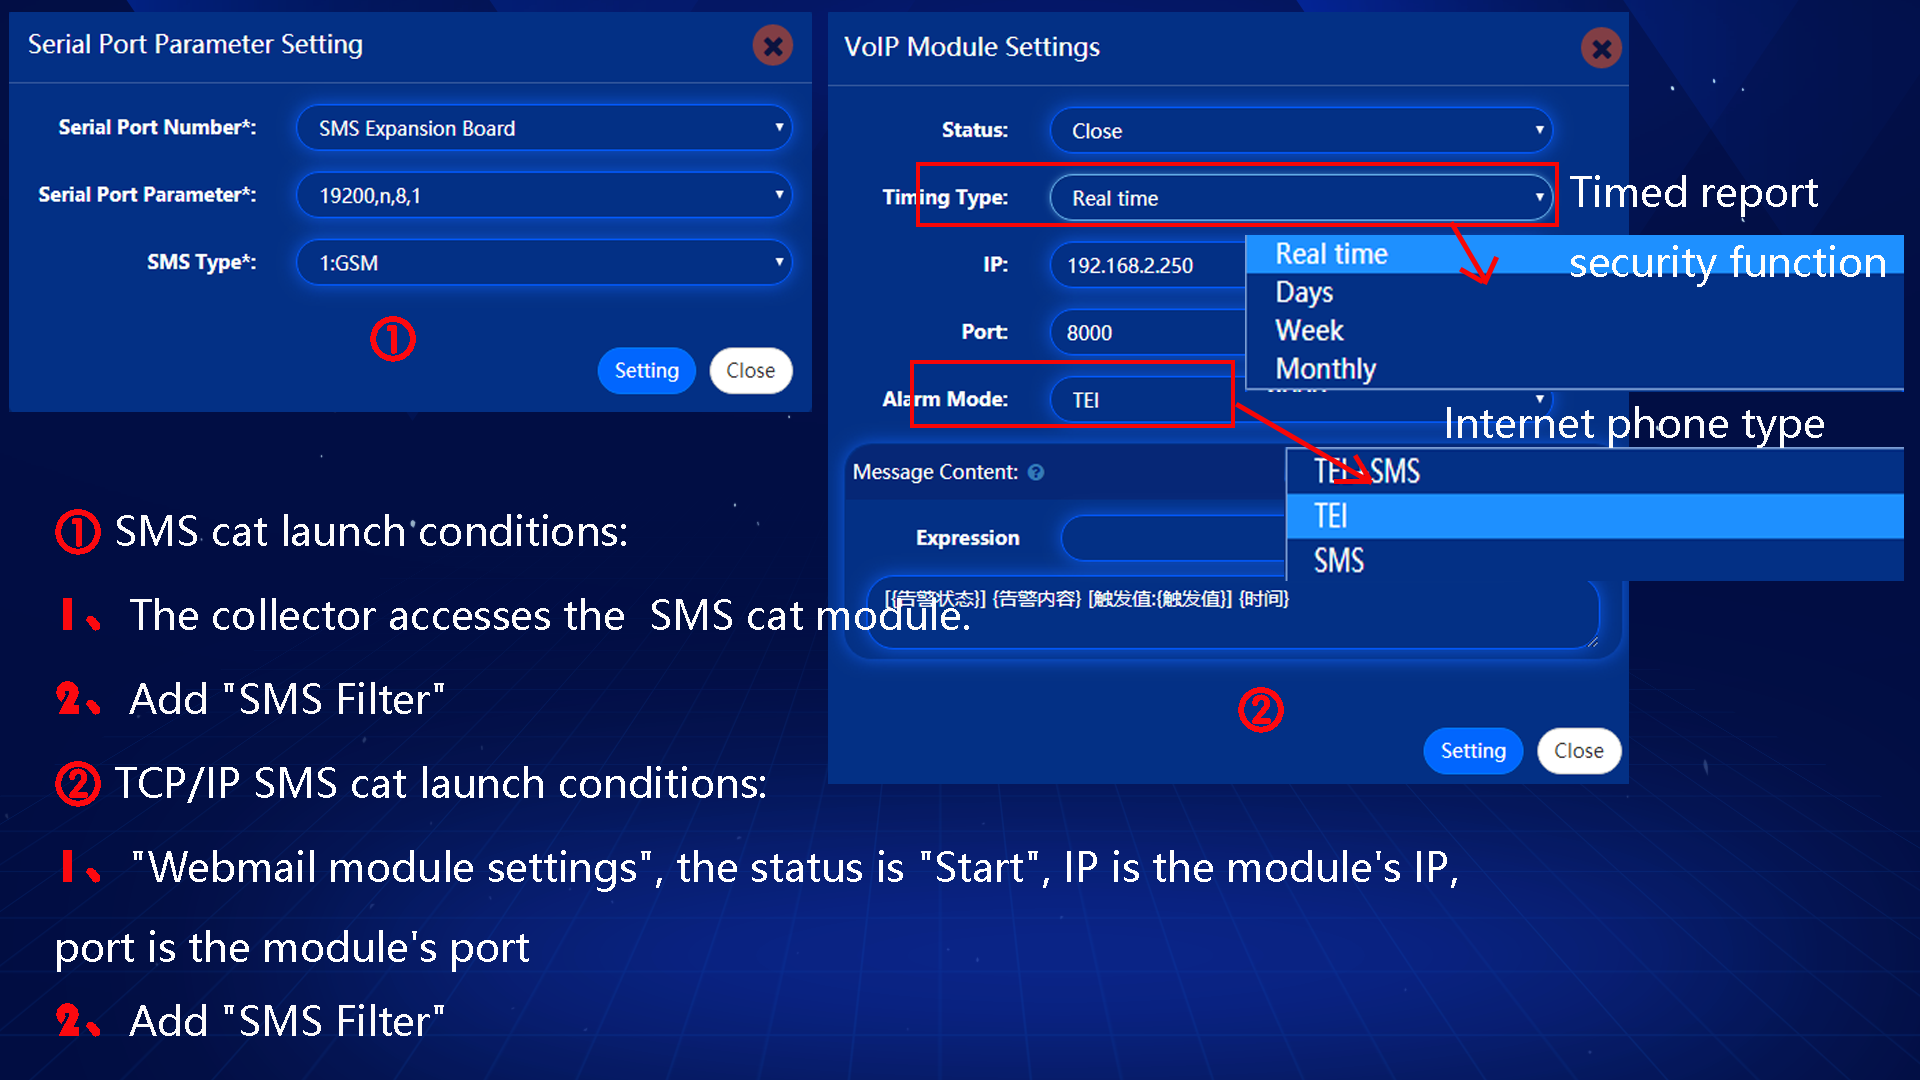 Serial Port Parameter Setting
Serial Port Number*: SMS Expansion Board
Serial Port Parameter*: 19200,n,8,1
SMS Type*: 1:GSM
①
Setting Close
VoIP Module Settings
Status: Close
Timing Type: Real time
Timed report
security function
IP: 192.168.2.250
Real time
Days
Week
Monthly
Port: 8000
Alarm Mode: TEI
Internet phone type
TEI SMS
TEI
SMS
Message Content:
Expression
[{告警状态}] {告警内容} [触发值:{触发值}] {时间}
②
Setting Close
① SMS cat launch conditions:
1、The collector accesses the SMS cat module.
2、Add "SMS Filter"
② TCP/IP SMS cat launch conditions:
1、"Webmail module settings", the status is "Start", IP is the module's IP,
port is the module's port
2、Add "SMS Filter"